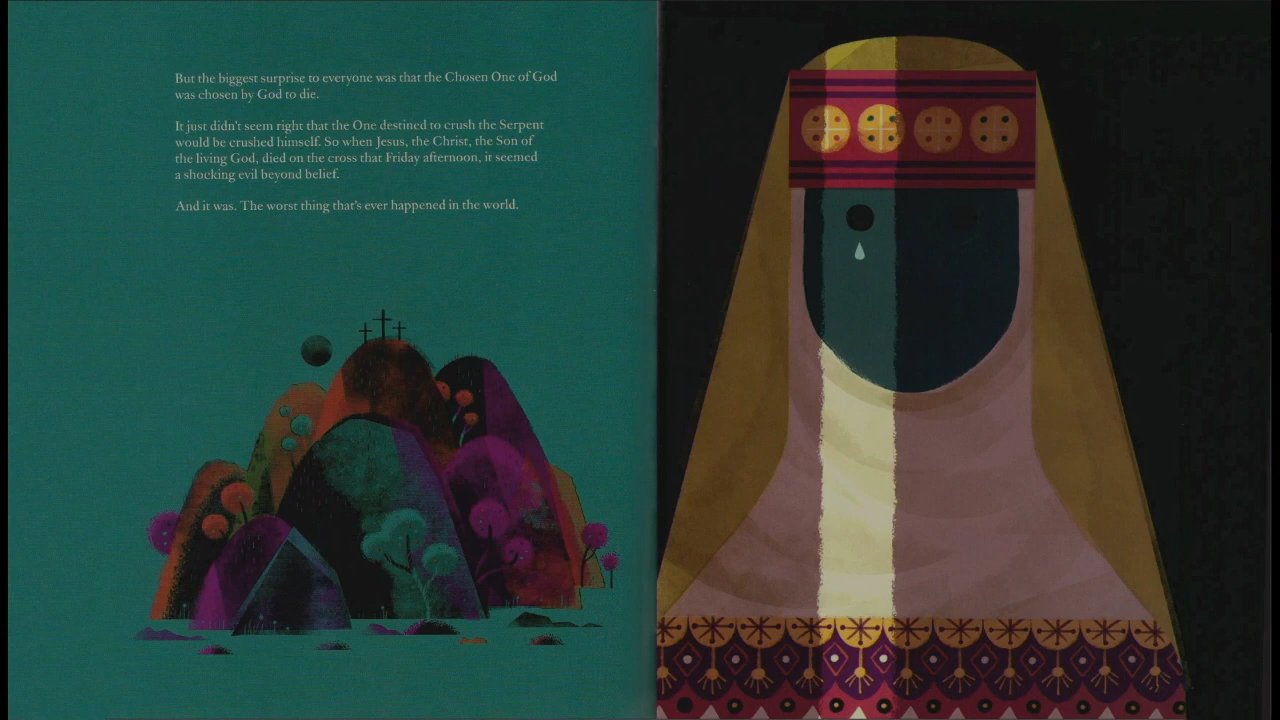 But the biggest surprise to everyone was that the Chosen One of God
was chosen by God to die.
It just didn't seem right that the One destined to crush the Serpent
would be crushed himself. So when Jesus, the Christ, the Son of
the living God, died on the cross that Friday afternoon, it seemed
a shocking evil beyond belief.
And it was. The worst thing that's ever happened in the world.